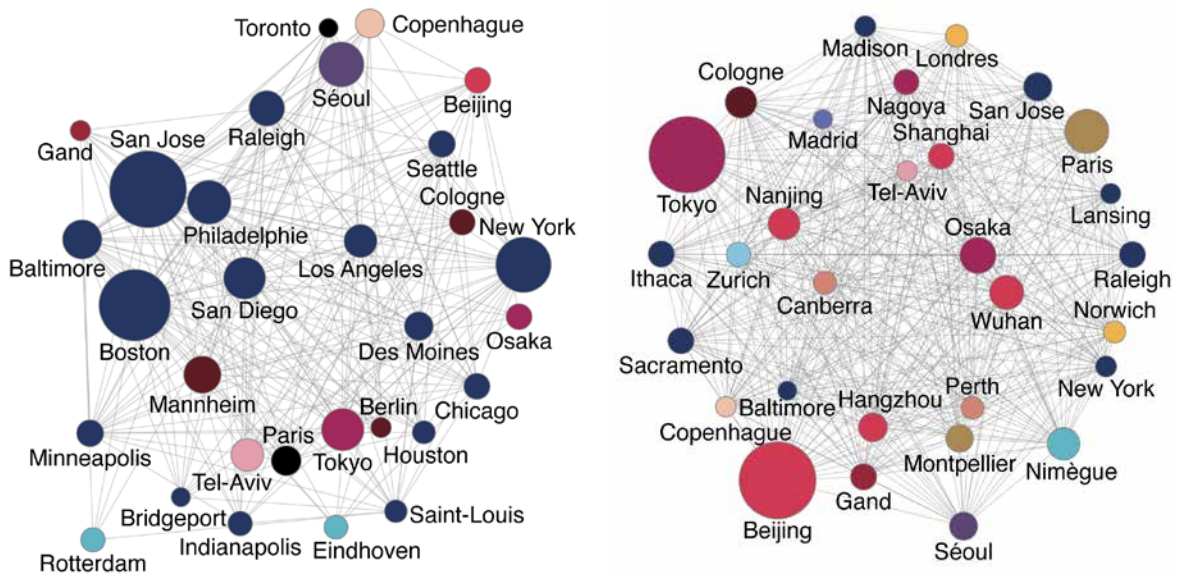 Toronto
Copenhague
Séoul
Beijing
Raleigh
Gand
San Jose
Seattle
Cologne
New York
Philadelphie
Baltimore
Los Angeles
San Diego
Osaka
Boston
Des Moines
Mannheim
Chicago
Berlin
Paris
Tokyo
Houston
Minneapolis
Tel-Aviv
Bridgeport
Saint-Louis
Indianapolis
Eindhoven
Rotterdam
Madison
Londres
Cologne
Nagoya
San Jose
Madrid
Shanghai
Paris
Tel-Aviv
Tokyo
Nanjing
Lansing
Osaka
Ithaca
Zurich
Raleigh
Canberra
Wuhan
Norwich
Sacramento
New York
Perth
Baltimore
Hangzhou
Copenhague
Montpellier
Nimègue
Gand
Beijing
Séoul